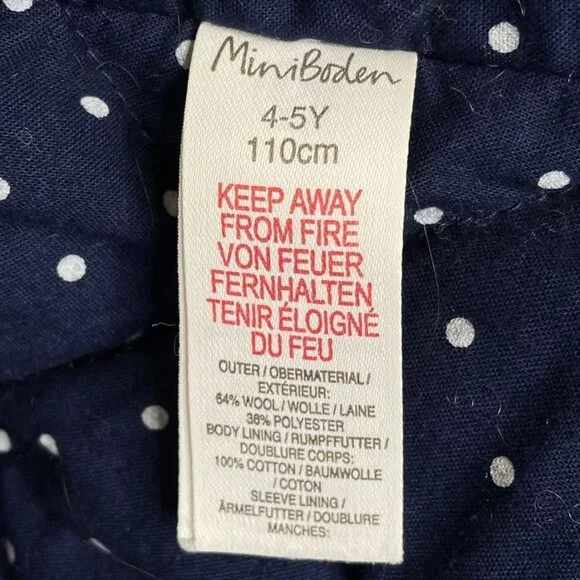 MiniBoden
4-5Y
110cm
KEEP AWAY
FROM FIRE
VON FEUER
FERNHALTEN
TENIR ÉLOIGNÉ
DU FEU
OUTER / OBERMATERIAL /
EXTÉRIEUR:
64% WOOL / WOLLE / LAINE
36% POLYESTER
BODY LINING / RUMPFFUTTER /
DOUBLURE CORPS:
100% COTTON / BAUMWOLLE
/ COTON
SLEEVE LINING /
ÄRMELFUTTER / DOUBLURE
MANCHES: